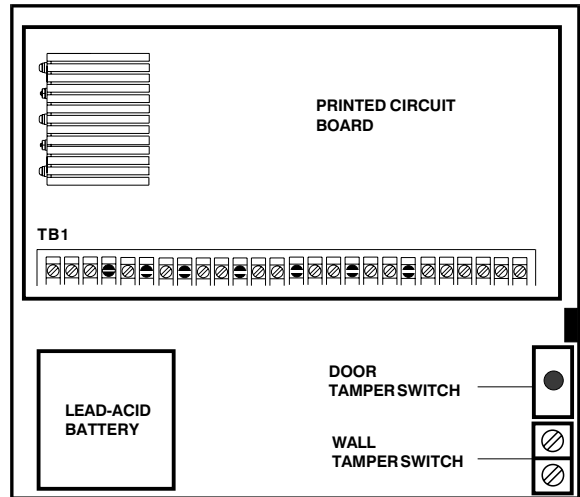 PRINTED CIRCUIT
BOARD
TB1
LEAD-ACID
BATTERY
DOOR
TAMPER SWITCH
WALL
TAMPER SWITCH